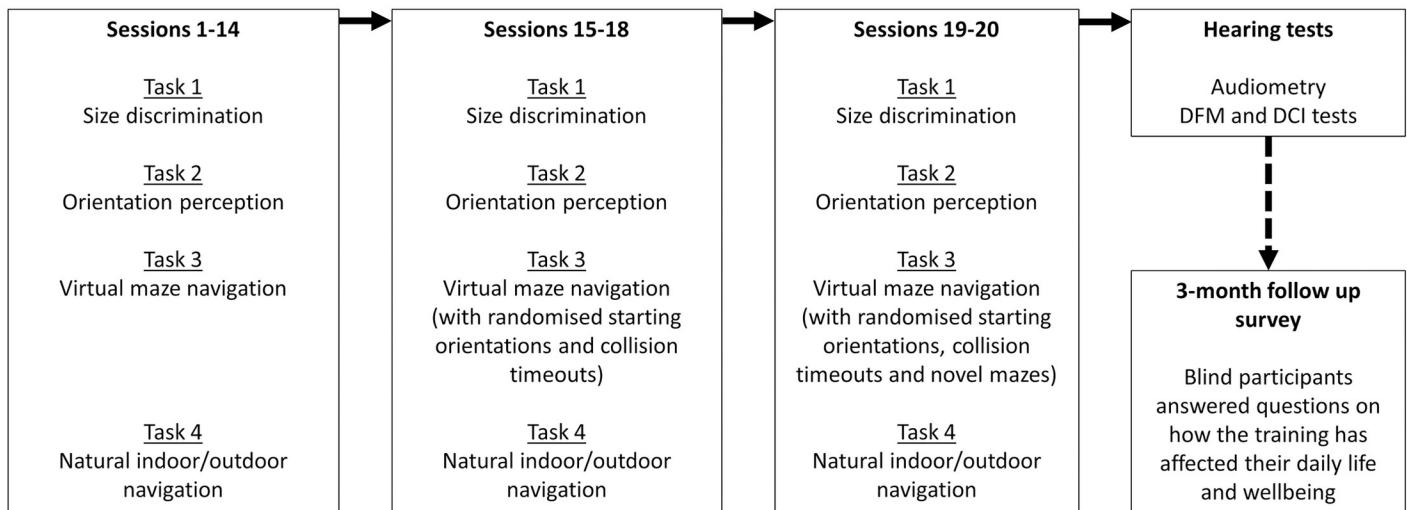 Sessions 1-14
Task 1
Size discrimination
Task 2
Orientation perception
Task 3
Virtual maze navigation
Task 4
Natural indoor/outdoor
navigation
Sessions 15-18
Task 1
Size discrimination
Task 2
Orientation perception
Task 3
Virtual maze navigation
(with randomised starting
orientations and collision
timeouts)
Task 4
Natural indoor/outdoor
navigation
Sessions 19-20
Task 1
Size discrimination
Task 2
Orientation perception
Task 3
Virtual maze navigation
(with randomised starting
orientations, collision
timeouts and novel mazes)
Task 4
Natural indoor/outdoor
navigation
Hearing tests
Audiometry
DFM and DCI tests
3-month follow up
survey
Blind participants
answered questions on
how the training has
affected their daily life
and wellbeing